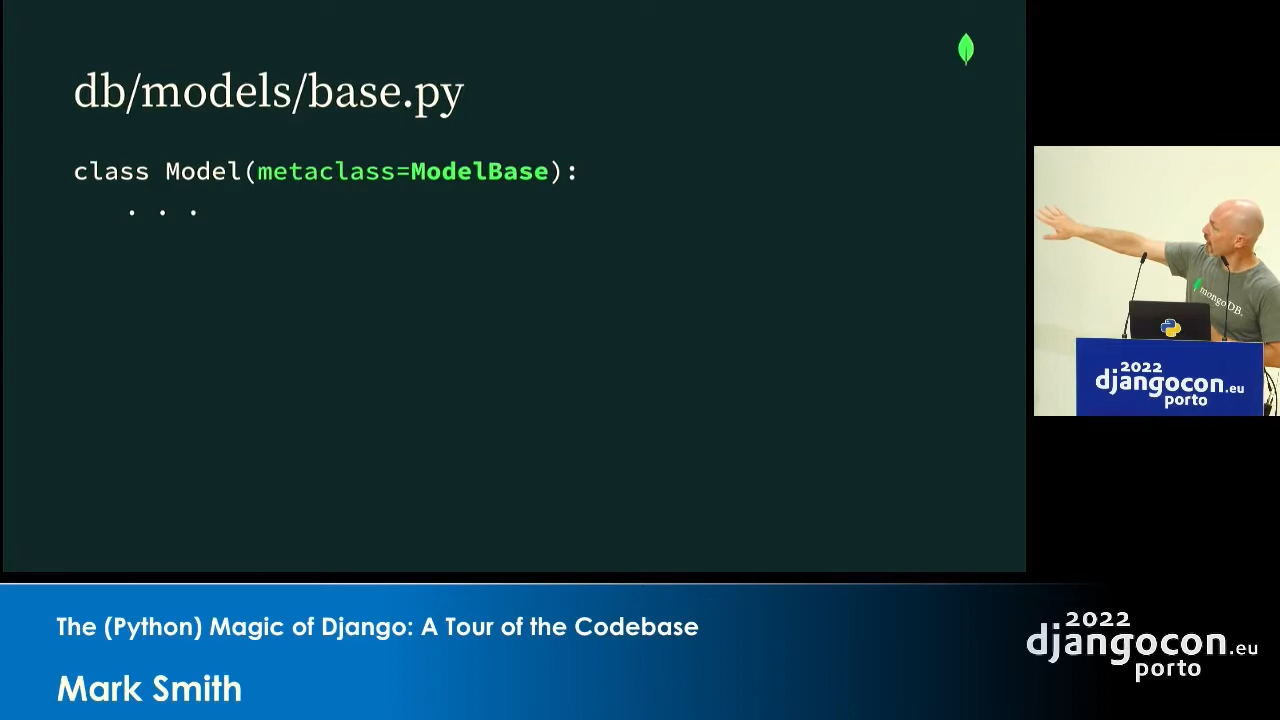 db/models/base.py
class Model(metaclass=ModelBase):
. . .
mongoDB.
2022
djangocon.eu
porto
The (Python) Magic of Django: A Tour of the Codebase
Mark Smith
2022
djangocon.eu
porto